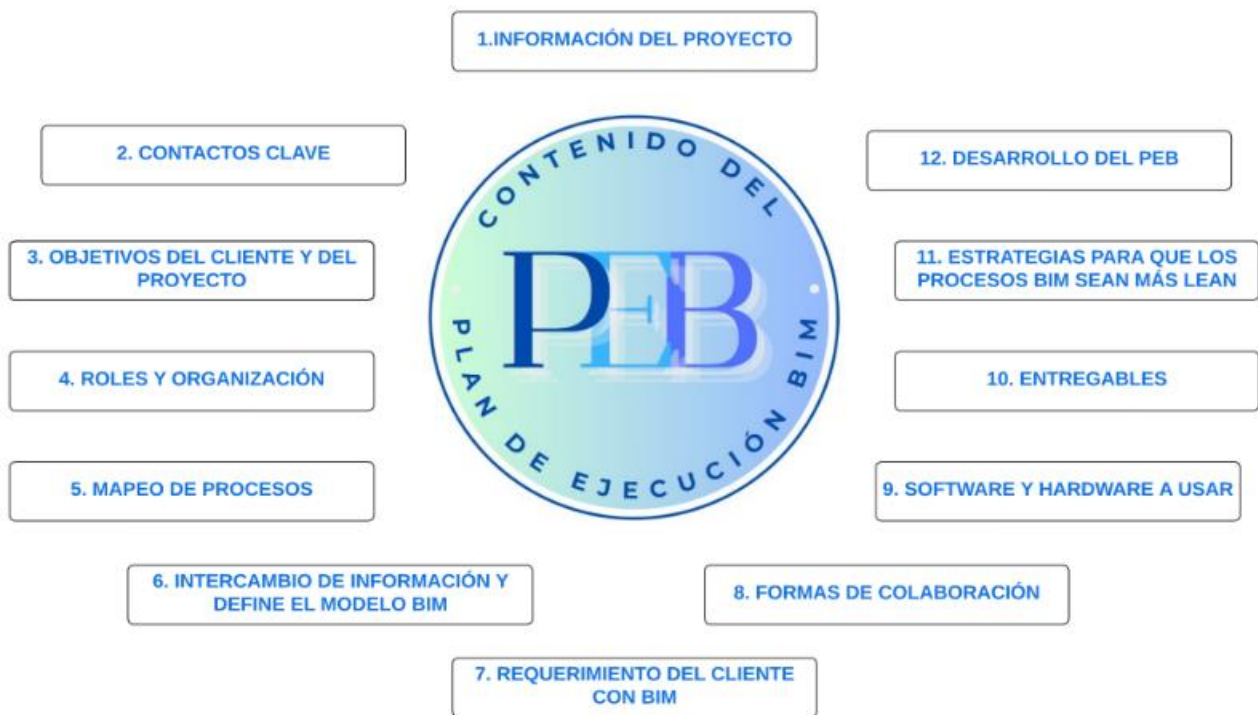 1.INFORMACIÓN DEL PROYECTO
2. CONTACTOS CLAVE
3. OBJETIVOS DEL CLIENTE Y DEL
PROYECTO
4. ROLES Y ORGANIZACIÓN
5. MAPEO DE PROCESOS
6. INTERCAMBIO DE INFORMACIÓN Y
DEFINE EL MODELO BIM
7. REQUERIMIENTO DEL CLIENTE
CON BIM
8. FORMAS DE COLABORACIÓN
9. SOFTWARE Y HARDWARE A USAR
10. ENTREGABLES
11. ESTRATEGIAS PARA QUE LOS
PROCESOS BIM SEAN MÁS LEAN
12. DESARROLLO DEL PEB
CONTENIDO DEL
PEB
PLAN DE EJECUCIÓN BIM